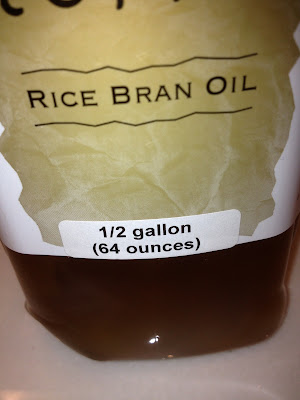 RICE BRAN OIL
1/2 gallon
(64 ounces)